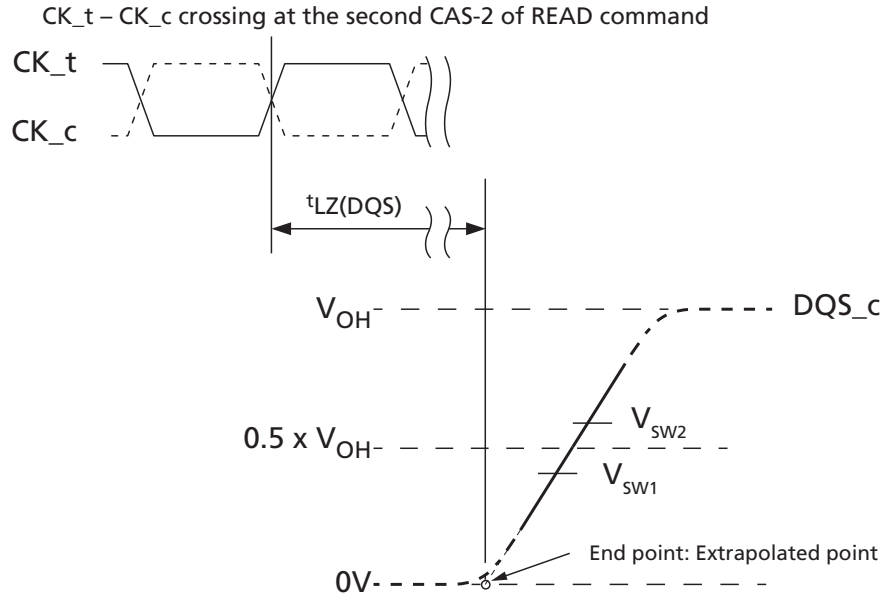 CK_t – CK_c crossing at the second CAS-2 of READ command
CK_t
CK_c
tLZ(DQS)
VOH
DQS_c
VSW2
0.5 x VOH
VSW1
End point: Extrapolated point
0V